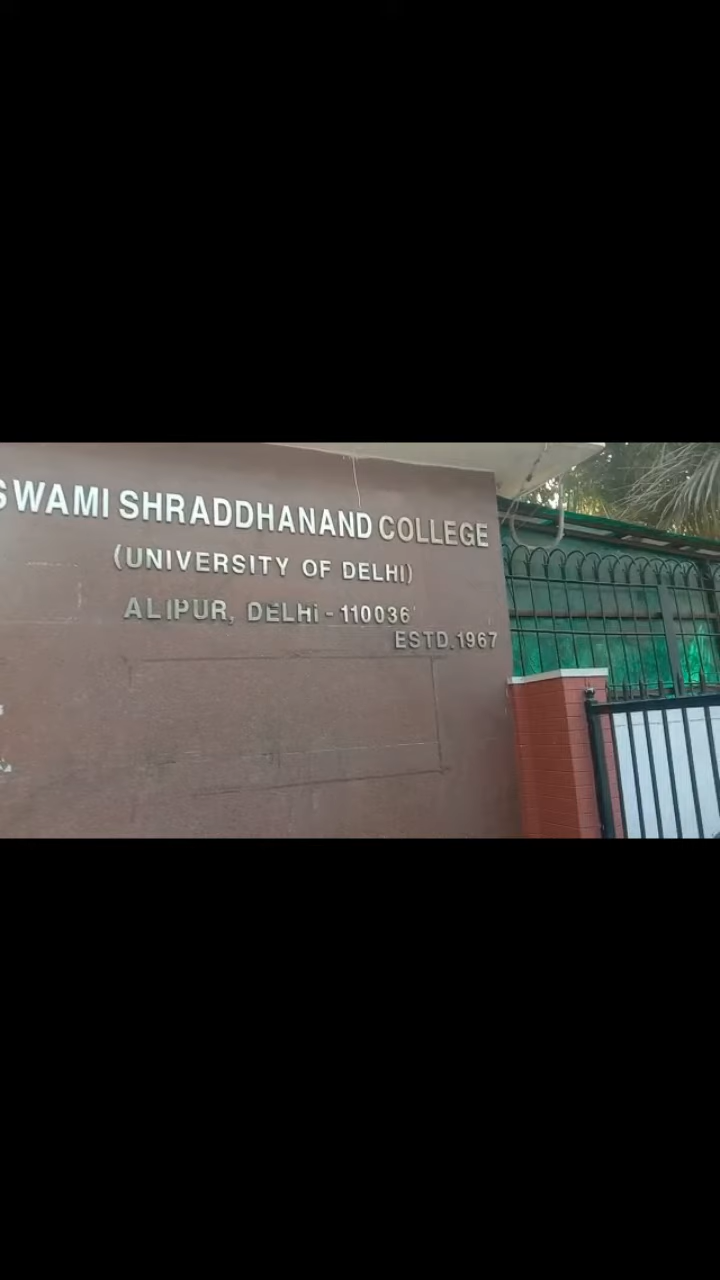 SWAMI SHRADDHANAND COLLEGE
(UNIVERSITY OF DELHI)
ALIPUR, DELHi - 110036
ESTD.1967